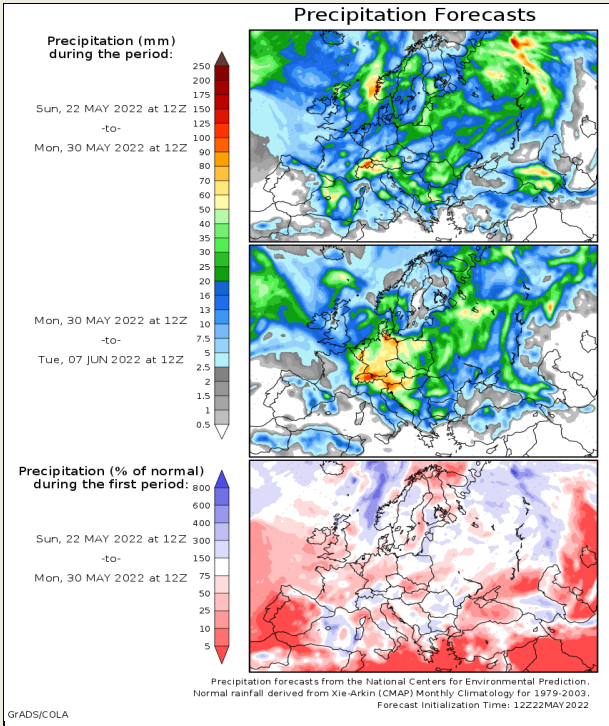 Precipitation Forecasts
Precipitation (mm)
during the period:
Sun, 22 MAY 2022 at 12Z
-to-
Mon, 30 MAY 2022 at 12Z
250
200
175
150
125
100
90
80
70
60
50
40
35
30
25
20
16
13
10
7.5
5
2.5
2
1.5
1
0.5
Mon, 30 MAY 2022 at 12Z
-to-
Tue, 07 JUN 2022 at 12Z
Precipitation (% of normal)
during the first period:
Sun, 22 MAY 2022 at 12Z
-to-
Mon, 30 MAY 2022 at 12Z
800
600
400
300
150
75
50
25
10
5
Precipitation forecasts from the National Centers for Environmental Prediction.
Normal rainfall derived from Xie-Arkin (CMAP) Monthly Climatology for 1979-2003.
Forecast Initialization Time: 12Z22MAY2022
GrADS/COLA